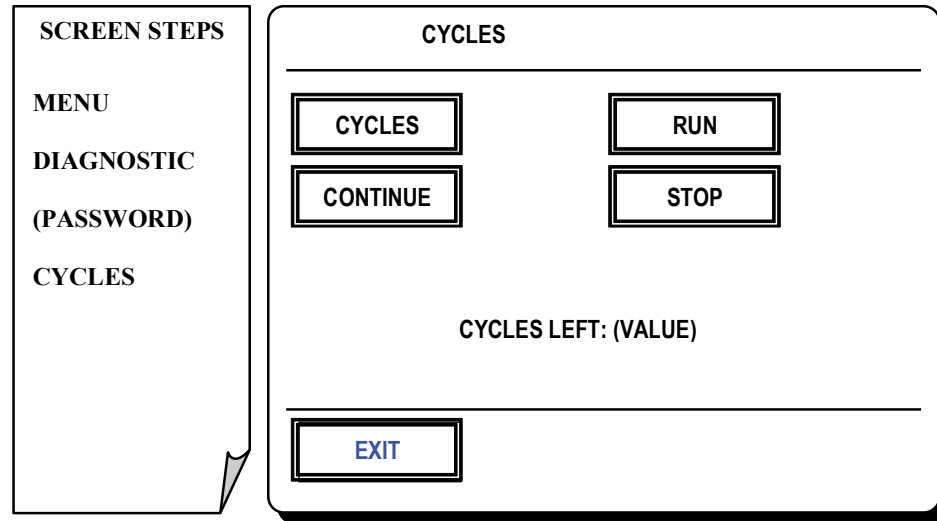 SCREEN STEPS
MENU
DIAGNOSTIC
(PASSWORD)
CYCLES
CYCLES
CYCLES
RUN
CONTINUE
STOP
CYCLES LEFT: (VALUE)
EXIT